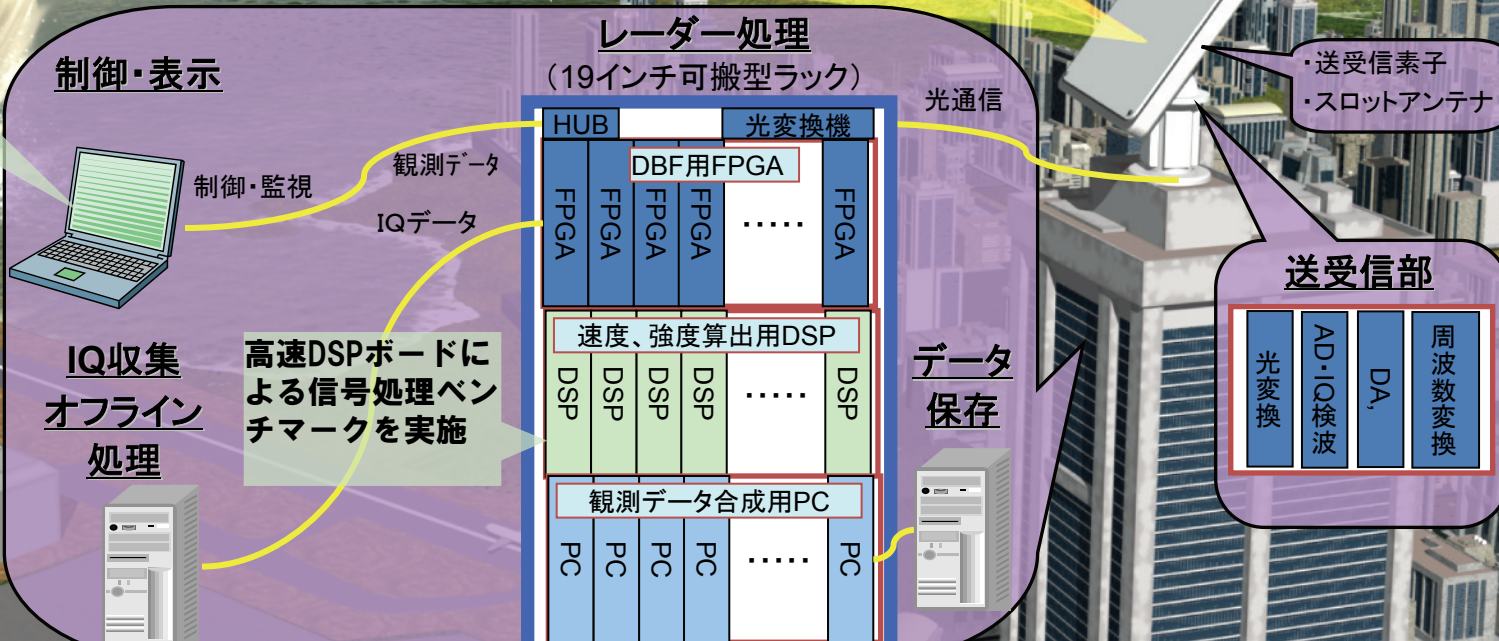 制御・表示
制御・監視
観測データ
IQデータ
IQ収集
オフライン
処理
高速DSPボードに
よる信号処理ベン
チマークを実施
レーダー処理
（19インチ可搬型ラック）
HUB
光変換機
DBF用FPGA
FPGA
FPGA
FPGA
FPGA
・・・・・
FPGA
速度、強度算出用DSP
DSP
DSP
DSP
DSP
・・・・・
DSP
観測データ合成用PC
PC
PC
PC
PC
・・・・・
PC
光通信
データ
保存
・送受信素子
・スロットアンテナ
送受信部
光変換
AD・IQ検波
DA,
周波数変換